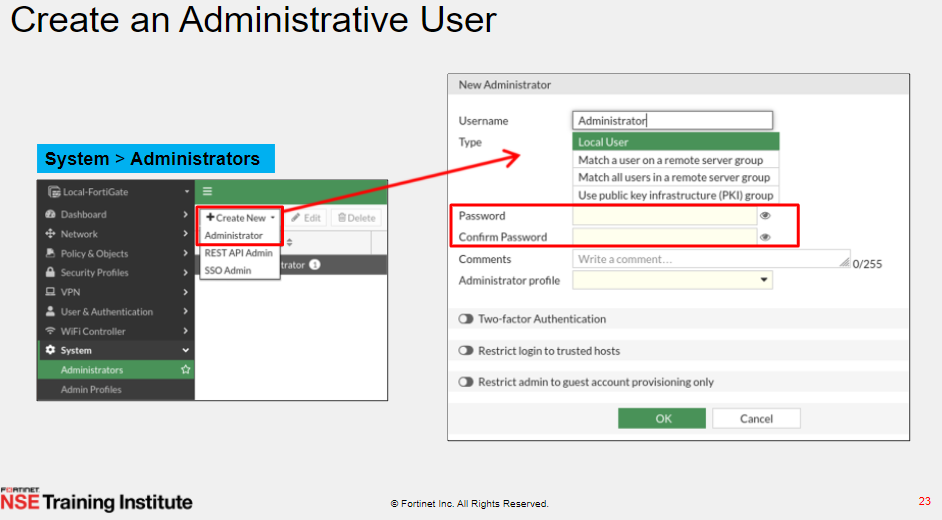 Create an Administrative User
System > Administrators
Local-FortiGate
Dashboard
Network
Policy & Objects
Security Profiles
VPN
User & Authentication
WiFi Controller
System
Administrators
Admin Profiles
Create New
Edit
Delete
Administrator
REST API Admin
SSO Admin
trator 1
New Administrator
Username Administrator
Type Local User
Match a user on a remote server group
Match all users in a remote server group
Use public key infrastructure (PKI) group
Password
Confirm Password
Comments Write a comment... 0/255
Administrator profile
Two-factor Authentication
Restrict login to trusted hosts
Restrict admin to guest account provisioning only
OK Cancel
FORTINET
NSE Training Institute
© Fortinet Inc. All Rights Reserved.
23